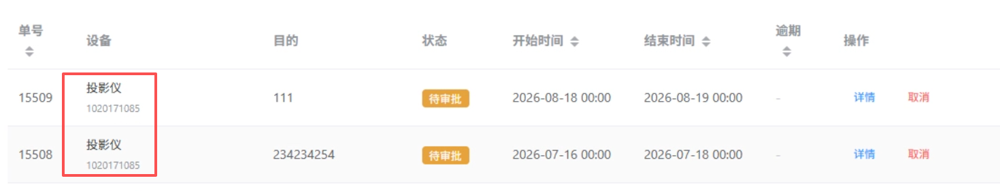 单号 设备 目的 状态 开始时间 结束时间 逾期 操作
15509 投影仪 111 待审批 2026-08-18 00:00 2026-08-19 00:00 - 详情 取消
1020171085
15508 投影仪 234234254 待审批 2026-07-16 00:00 2026-07-18 00:00 - 详情 取消
1020171085